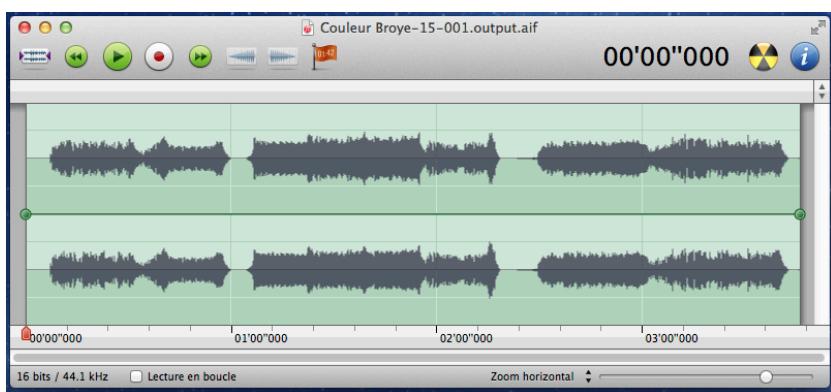 Couleur Broye-15-001.output.aif
01:42
00'00"000
00'00"000 01'00"000 02'00"000 03'00"000
16 bits / 44.1 kHz Lecture en boucle Zoom horizontal